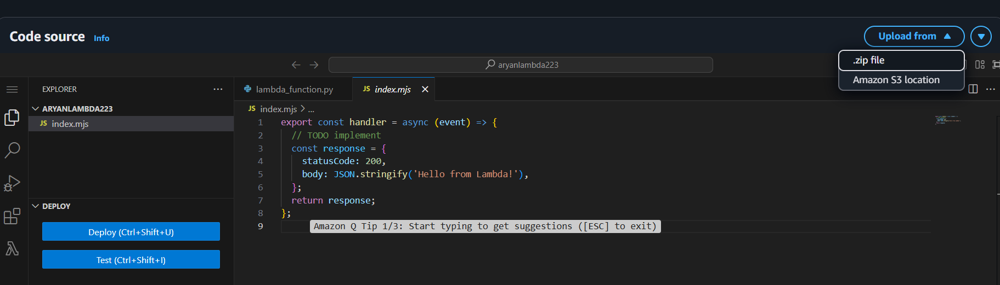 Code source Info
Upload from
.zip file
Amazon S3 location
aryanlambda223
EXPLORER ...
ARYANLAMBDA223
JS index.mjs
DEPLOY
Deploy (Ctrl+Shift+U)
Test (Ctrl+Shift+I)
lambda_function.py
JS index.mjs
JS index.mjs > ...
1 export const handler = async (event) => {
2 // TODO implement
3 const response = {
4 statusCode: 200,
5 body: JSON.stringify('Hello from Lambda!'),
6 };
7 return response;
8 };
9 Amazon Q Tip 1/3: Start typing to get suggestions ([ESC] to exit)